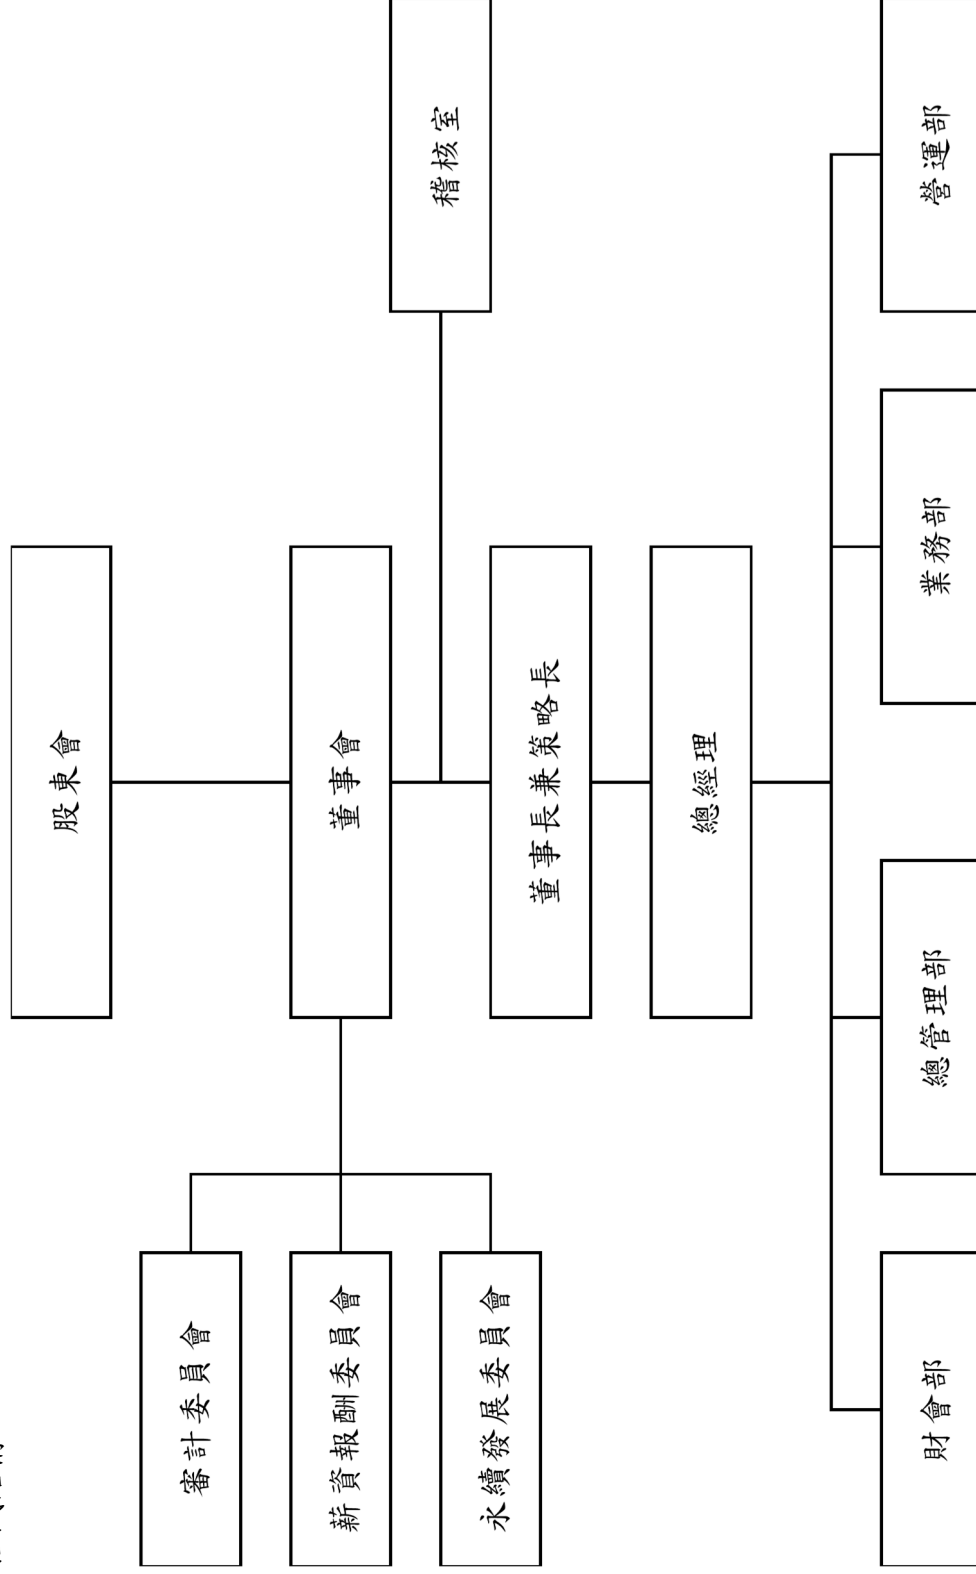 股東會
審計委員會
薪資報酬委員會
董事會
永續發展委員會
稽核室
董事長兼策略長
總經理
財會部
總管理部
業務部
營運部